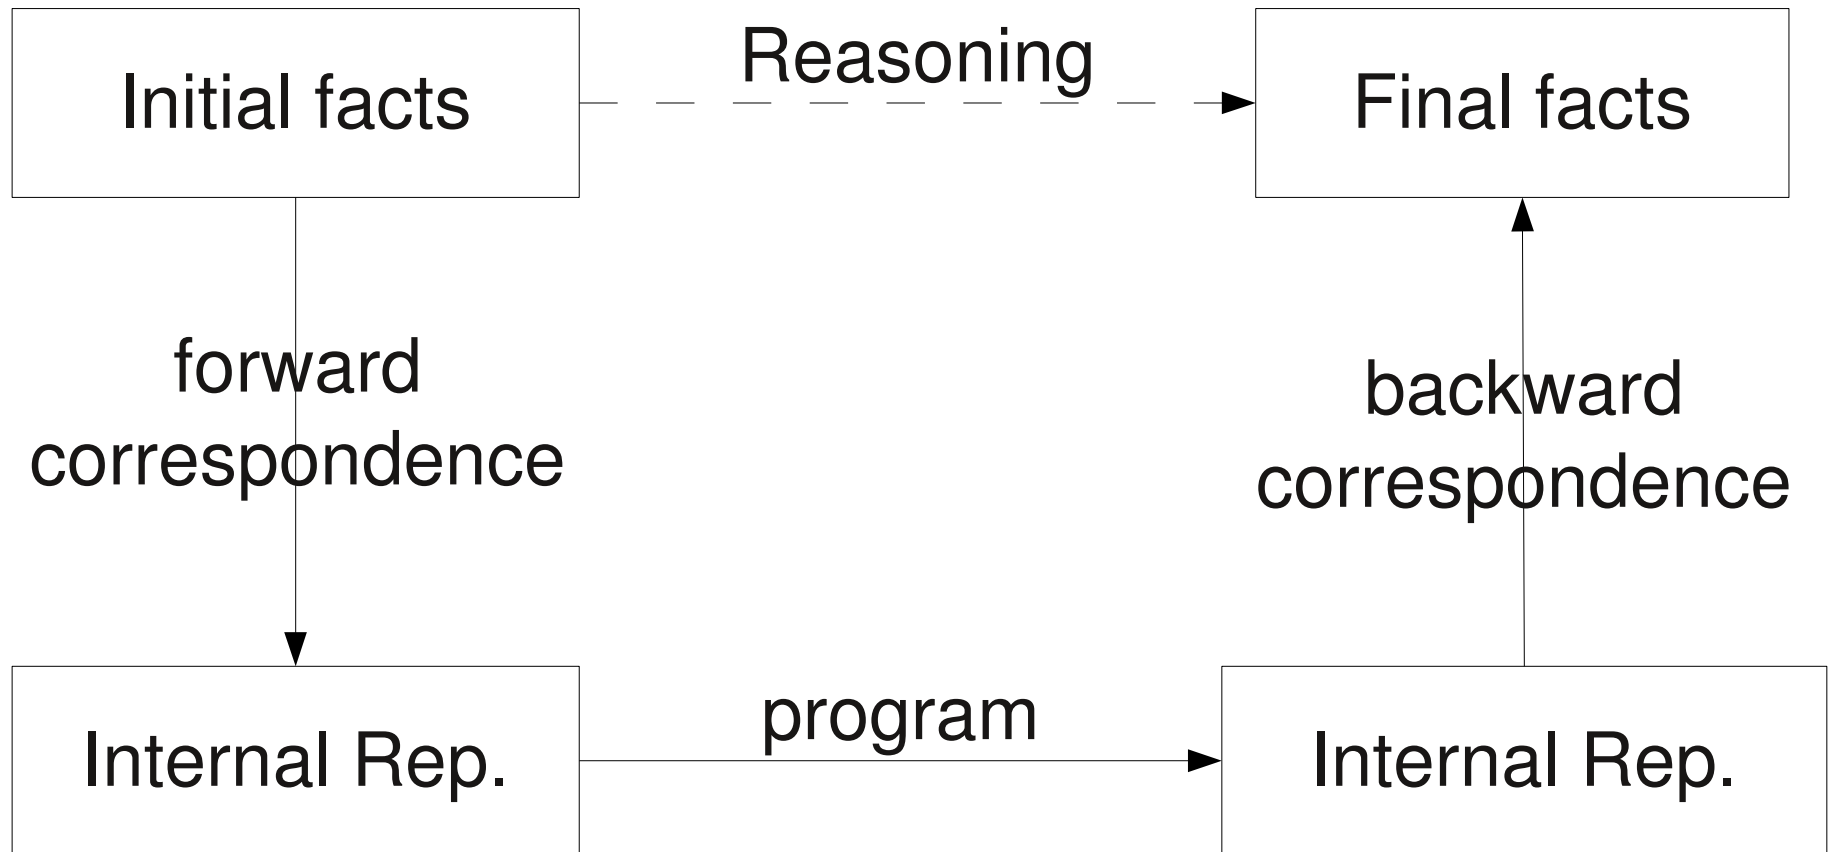 Reasoning
Initial facts
Final facts
forward
correspondence
backward
correspondence
program
Internal Rep.
Internal Rep.